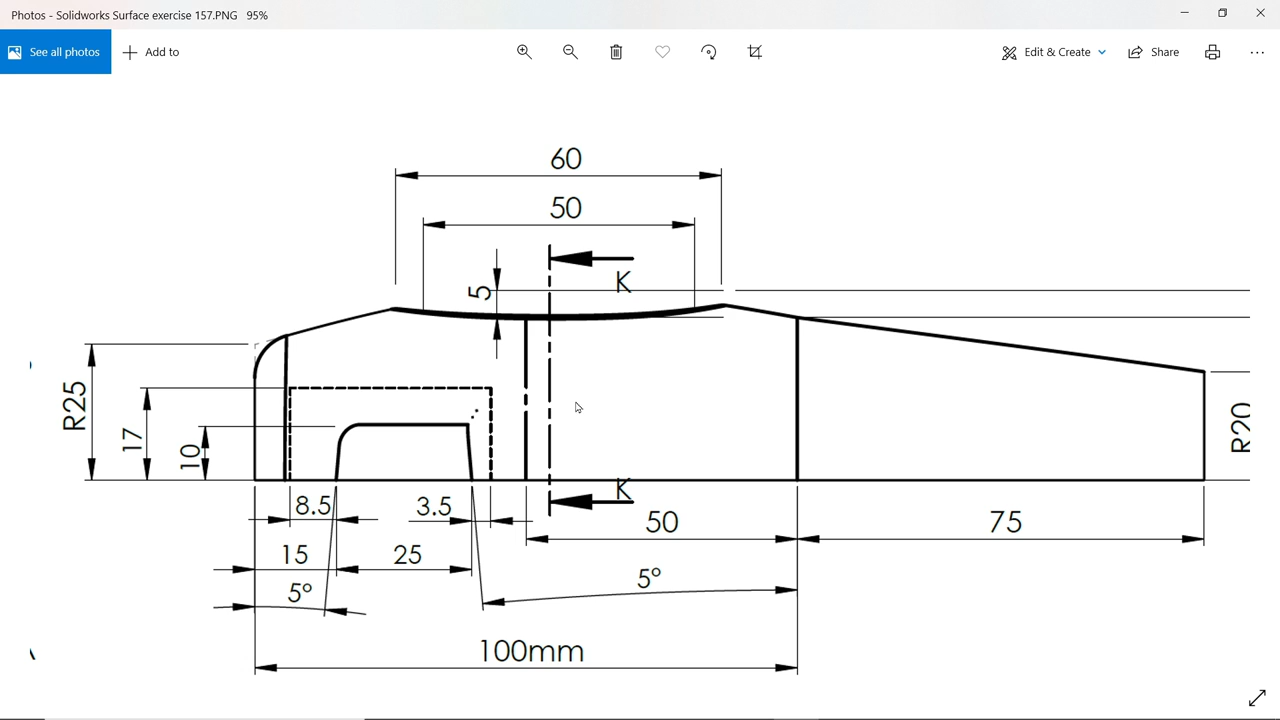 Photos - Solidworks Surface exercise 157.PNG   95%
See all photos
Add to
Edit & Create
Share
60
50
K
5
R25
17
10
R20
K
8.5
3.5
50
75
15
25
5°
5°
100mm